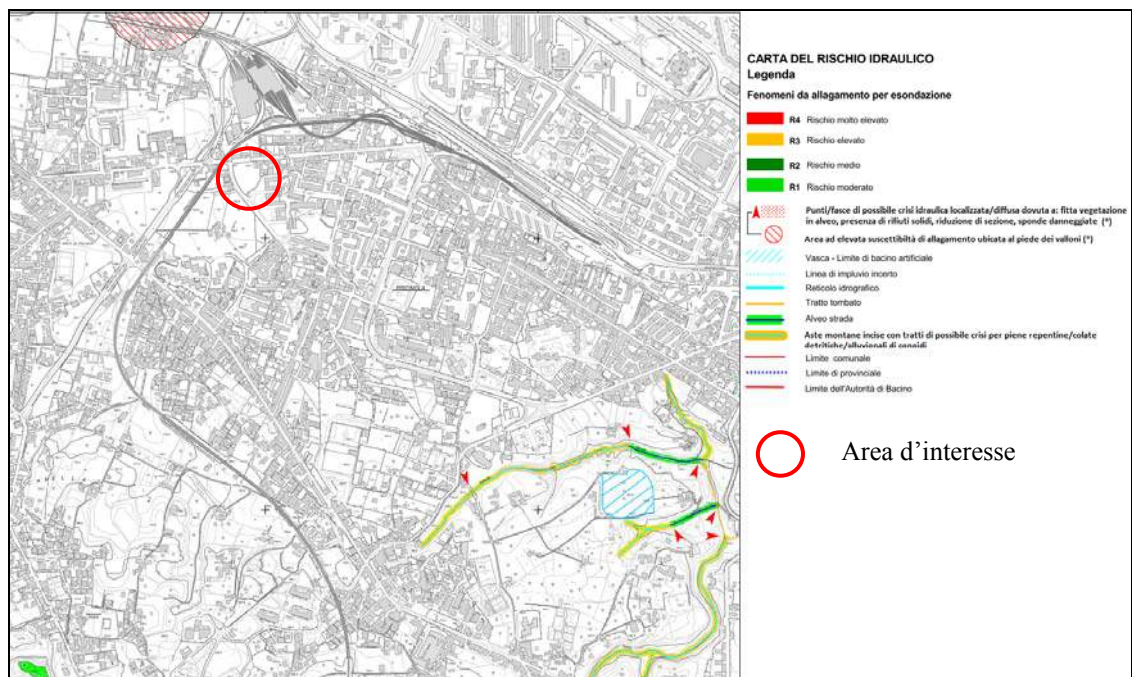 CARTA DEL RISCHIO IDRAULICO
Legenda
Fenomeni da allagamento per esondazione
R4 Rischio molto elevato
R3 Rischio elevato
R2 Rischio medio
R1 Rischio moderato
Punti/fasce di possibile crisi idraulica localizzata/diffusa dovuta a: fitta vegetazione
in alveo, presenza di rifiuti solidi, riduzione di sezione, sponde danneggiate (*)
Area ad elevata suscettibiltà di allagamento ubicata al piede dei valloni (*)
Vasca - Limite di bacino artificiale
Linea di impluvio incerto
Reticolo idrografico
Tratto tombato
Alveo strada
Aste montane incise con tratti di possibile crisi per piene repentine/colate
detritiche/alluvionali di conoidi
Limite comunale
Limite di provinciale
Limite dell'Autorità di Bacino
Area d'interesse
PISCINOLA